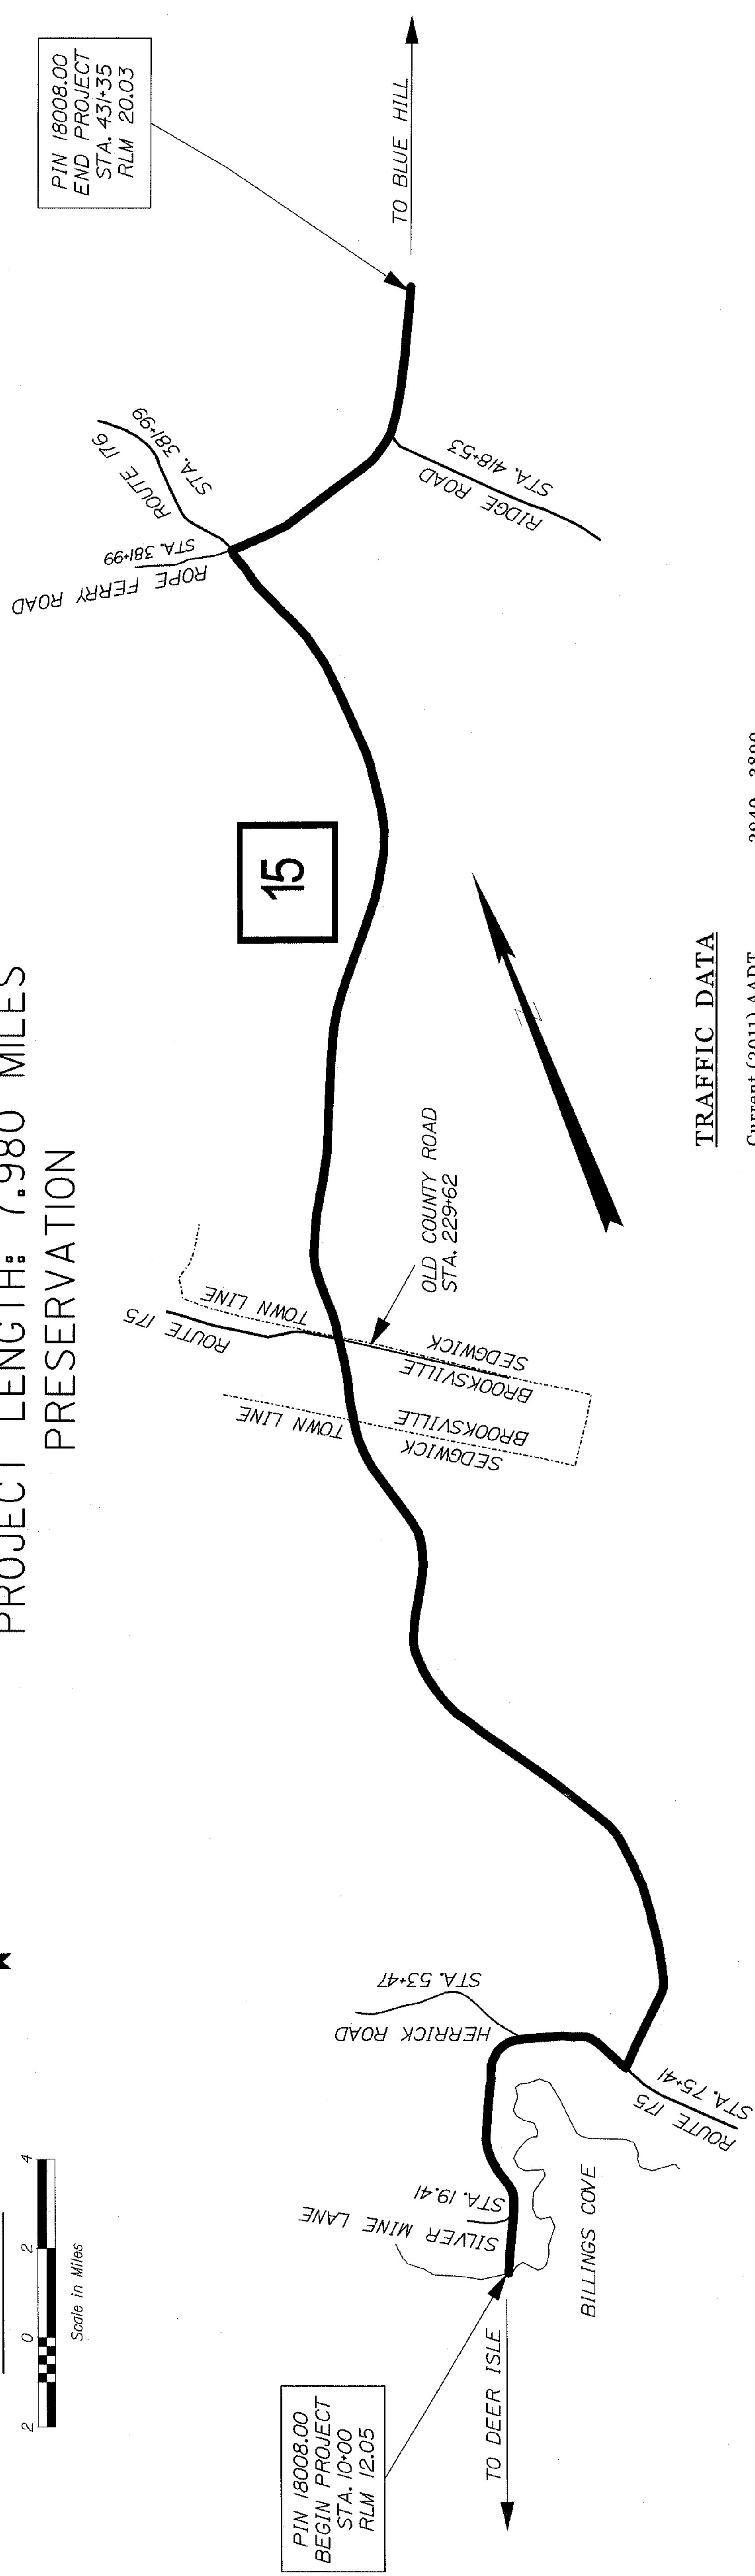 PROJECT LENGTH: 7.980 MILES
PRESERVATION
2 0 2 4
Scale in Miles
PIN 18008.00
BEGIN PROJECT
STA. 10+00
RLM 12.05
TO DEER ISLE
SILVER MINE LANE
STA. 19.41
BILLINGS COVE
HERRICK ROAD
STA. 53+47
ROUTE 175
STA. 75+41
TOWN LINE
SEDGWICK
BROOKSVILLE
ROUTE 175
TOWN LINE
BROOKSVILLE
SEDGWICK
OLD COUNTY ROAD
STA. 229+62
15
N
ROPE FERRY ROAD
STA. 381+99
ROUTE 176
STA. 381+99
RIDGE ROAD
STA. 418+53
PIN 18008.00
END PROJECT
STA. 431+35
RLM 20.03
TO BLUE HILL
TRAFFIC DATA
Current (2011) AADT